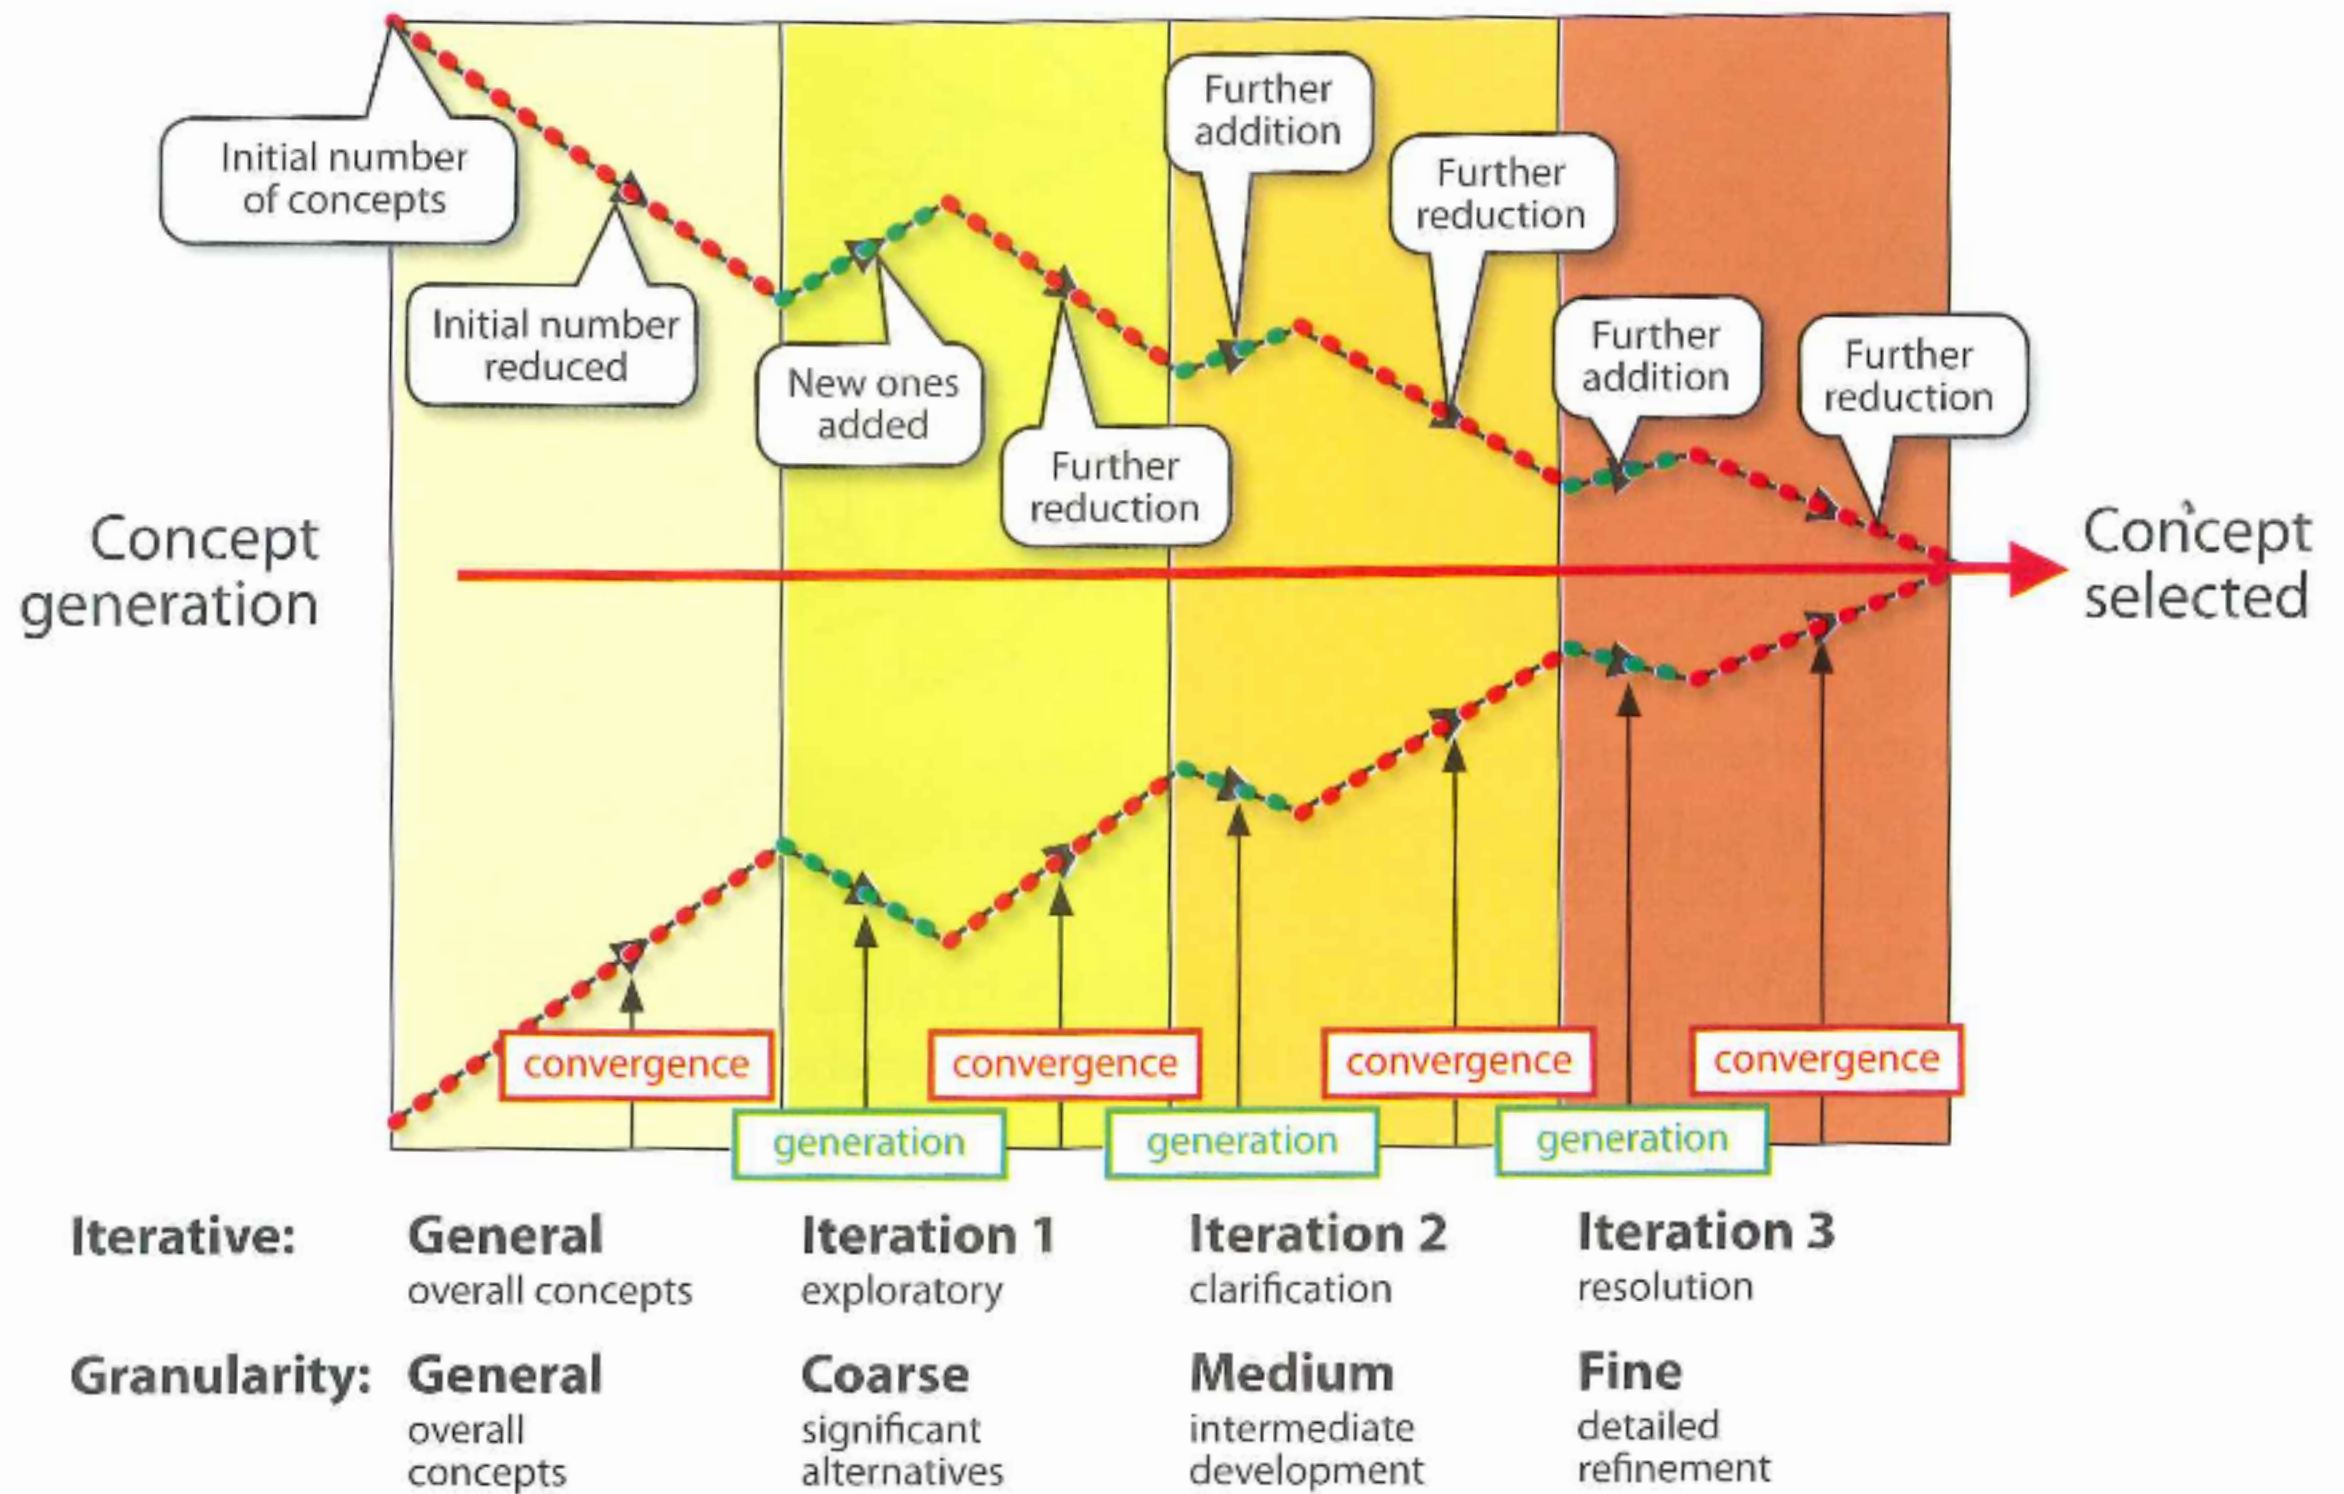 Initial number
of concepts
Initial number
reduced
New ones
added
Further
reduction
Further
addition
Further
reduction
Further
addition
Further
reduction
Concept
generation
Concept
selected
convergence
convergence
convergence
convergence
generation
generation
generation
Iterative:
General
overall concepts
Iteration 1
exploratory
Iteration 2
clarification
Iteration 3
resolution
Granularity:
General
overall
concepts
Coarse
significant
alternatives
Medium
intermediate
development
Fine
detailed
refinement